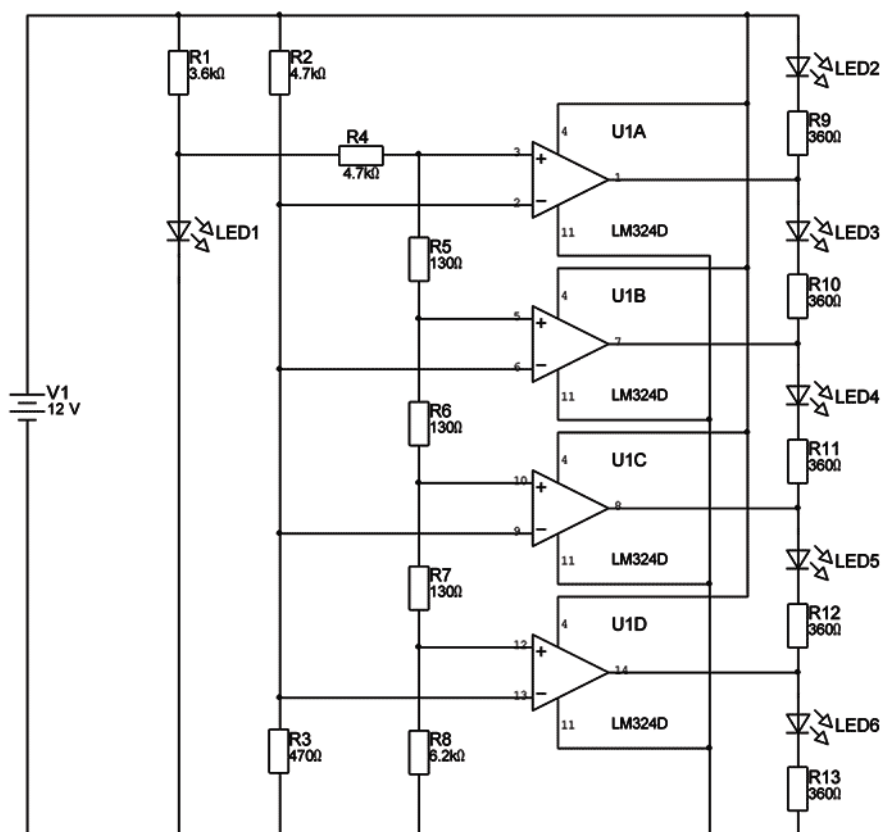 R1
3.6kΩ
R2
4.7kΩ
LED2
R9
360Ω
4
U1A
R4
4.7kΩ
3
1
2
LED1
11
LM324D
LED3
R5
130Ω
4
U1B
R10
360Ω
5
7
6
V1
12 V
11
LM324D
LED4
R6
130Ω
4
U1C
R11
360Ω
10
8
9
11
LM324D
LED5
R7
130Ω
4
U1D
R12
360Ω
12
14
13
11
LM324D
LED6
R3
470Ω
R8
6.2kΩ
R13
360Ω